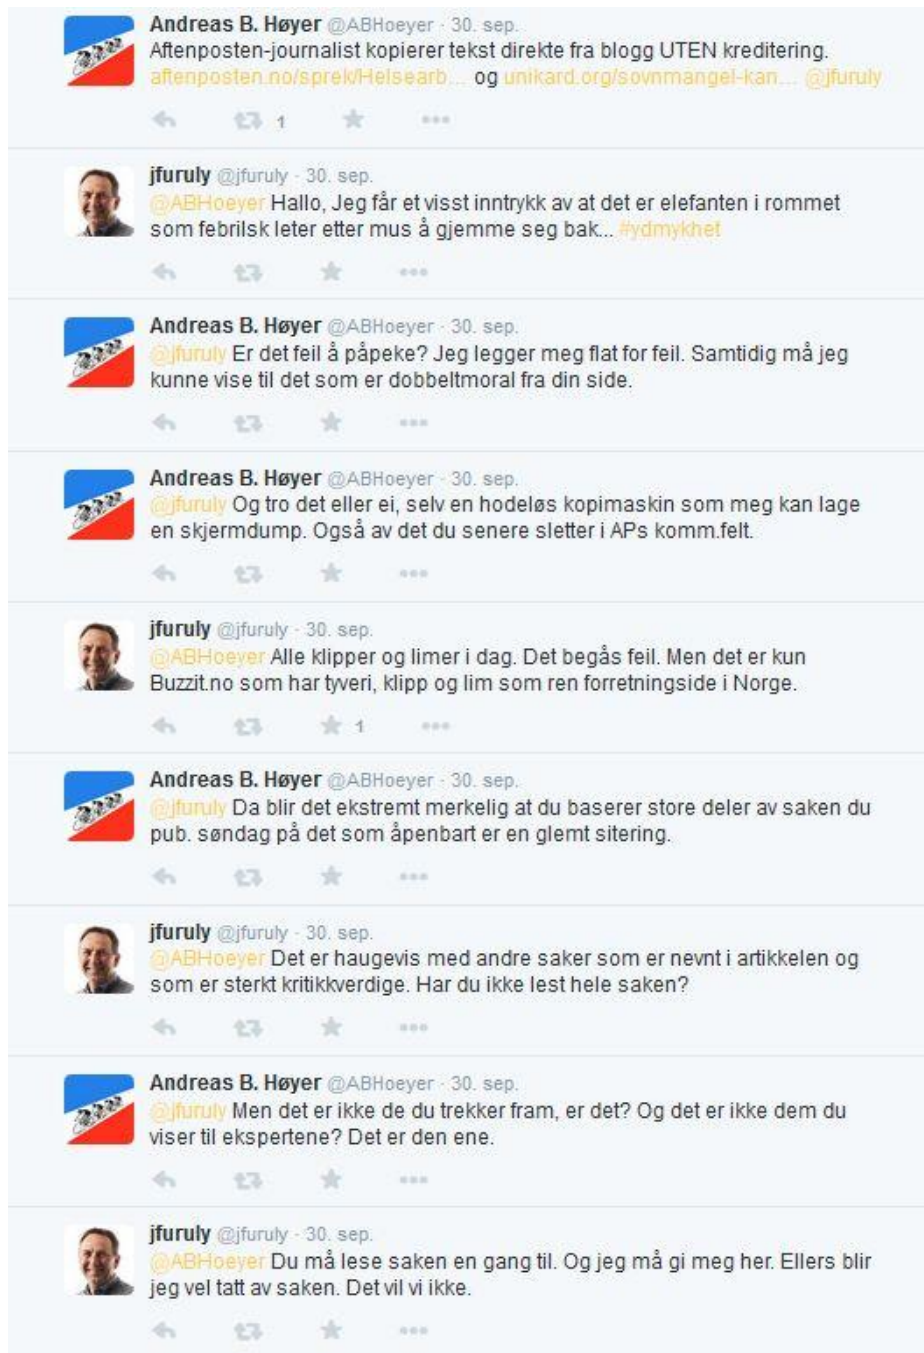 Andreas B. Høyer @ABHoeyer · 30. sep.
Aftenposten-journalist kopierer tekst direkte fra blogg UTEN kreditering.
aftenposten.no/sprek/Helsearb... og unikard.org/sovnmangel-kan... @jfuruly
1
jfuruly @jfuruly · 30. sep.
@ABHoeyer Hallo, Jeg får et visst inntrykk av at det er elefanten i rommet
som febrilsk leter etter mus å gjemme seg bak... #ydmykhet
Andreas B. Høyer @ABHoeyer · 30. sep.
@jfuruly Er det feil å påpeke? Jeg legger meg flat for feil. Samtidig må jeg
kunne vise til det som er dobbeltmoral fra din side.
Andreas B. Høyer @ABHoeyer · 30. sep.
@jfuruly Og tro det eller ei, selv en hodeløs kopimaskin som meg kan lage
en skjermdump. Også av det du senere sletter i APs komm.felt.
jfuruly @jfuruly · 30. sep.
@ABHoeyer Alle klipper og limer i dag. Det begås feil. Men det er kun
Buzzit.no som har tyveri, klipp og lim som ren forretningside i Norge.
1
Andreas B. Høyer @ABHoeyer · 30. sep.
@jfuruly Da blir det ekstremt merkelig at du baserer store deler av saken du
pub. søndag på det som åpenbart er en glemt sitering.
jfuruly @jfuruly · 30. sep.
@ABHoeyer Det er haugevis med andre saker som er nevnt i artikkelen og
som er sterkt kritikkverdige. Har du ikke lest hele saken?
Andreas B. Høyer @ABHoeyer · 30. sep.
@jfuruly Men det er ikke de du trekker fram, er det? Og det er ikke dem du
viser til ekspertene? Det er den ene.
jfuruly @jfuruly · 30. sep.
@ABHoeyer Du må lese saken en gang til. Og jeg må gi meg her. Ellers blir
jeg vel tatt av saken. Det vil vi ikke.